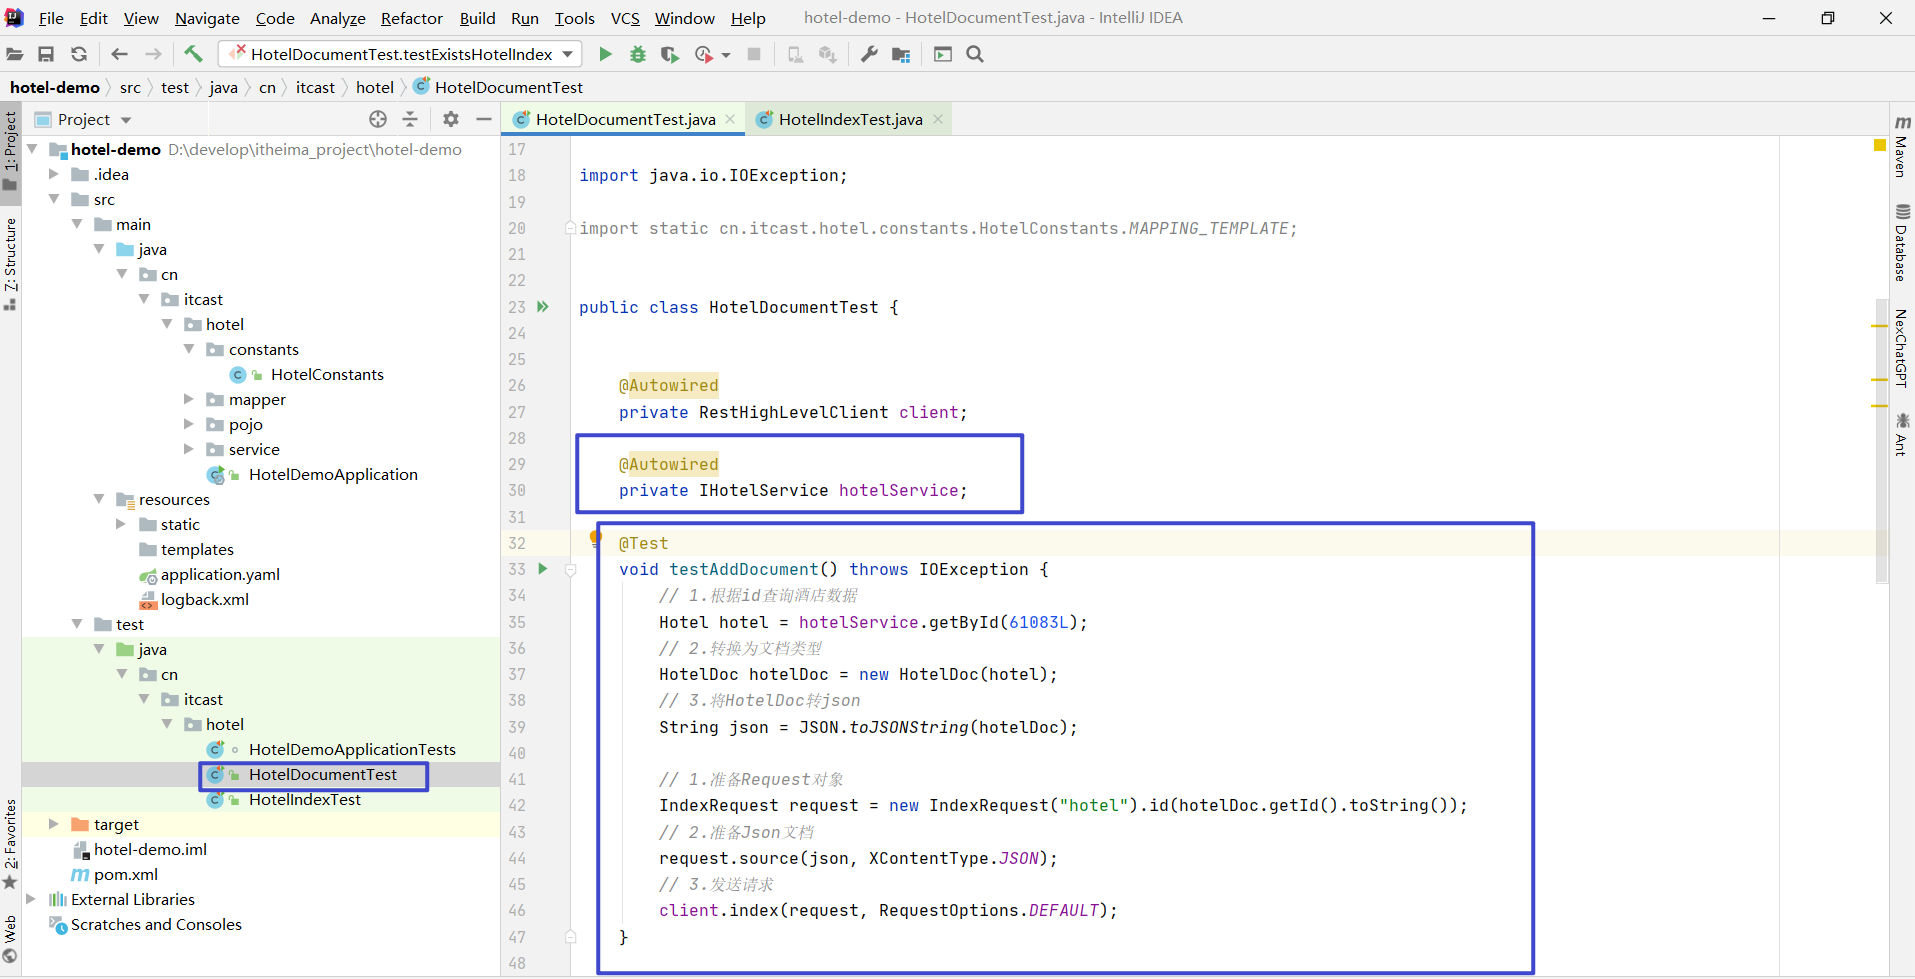 File Edit View Navigate Code Analyze Refactor Build Run Tools VCS Window Help hotel-demo - HotelDocumentTest.java - IntelliJ IDEA
HotelDocumentTest.testExistsHotelIndex
hotel-demo src test java cn itcast hotel HotelDocumentTest
1: Project
Z: Structure
2: Favorites
Web
Project
hotel-demo D:\develop\itheima_project\hotel-demo
.idea
src
main
java
cn
itcast
hotel
constants
HotelConstants
mapper
pojo
service
HotelDemoApplication
resources
static
templates
application.yaml
logback.xml
test
java
cn
itcast
hotel
HotelDemoApplicationTests
HotelDocumentTest
HotelIndexTest
target
hotel-demo.iml
pom.xml
External Libraries
Scratches and Consoles
HotelDocumentTest.java HotelIndexTest.java
17
18 import java.io.IOException;
19
20 import static cn.itcast.hotel.constants.HotelConstants.MAPPING_TEMPLATE;
21
22
23 public class HotelDocumentTest {
24
25
26 @Autowired
27 private RestHighLevelClient client;
28
29 @Autowired
30 private IHotelService hotelService;
31
32 @Test
33 void testAddDocument() throws IOException {
34 // 1.根据id查询酒店数据
35 Hotel hotel = hotelService.getById(61083L);
36 // 2.转换为文档类型
37 HotelDoc hotelDoc = new HotelDoc(hotel);
38 // 3.将HotelDoc转json
39 String json = JSON.toJSONString(hotelDoc);
40
41 // 1.准备Request对象
42 IndexRequest request = new IndexRequest("hotel").id(hotelDoc.getId().toString());
43 // 2.准备Json文档
44 request.source(json, XContentType.JSON);
45 // 3.发送请求
46 client.index(request, RequestOptions.DEFAULT);
47 }
48
Maven
Database
NexChatGPT
Ant